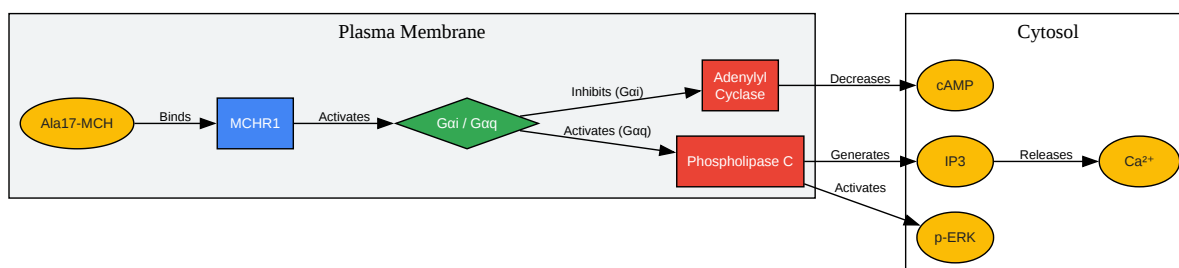 Plasma Membrane
Cytosol
Ala17-MCH
Binds
MCHR1
Activates
Gαi / Gαq
Inhibits (Gαi)
Activates (Gαq)
Adenylyl
Cyclase
Phospholipase C
Decreases
Generates
Activates
cAMP
IP3
p-ERK
Releases
Ca²⁺